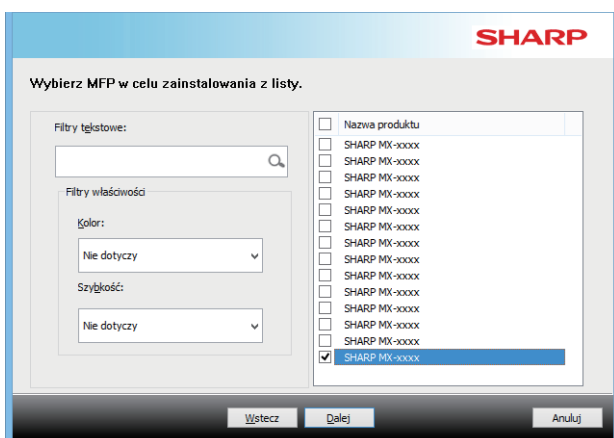 SHARP
Wybierz MFP w celu zainstalowania z listy.
Filtry tekstowe:
Filtry właściwości
Kolor:
Nie dotyczy
Szybkość:
Nie dotyczy
Nazwa produktu
SHARP MX-xxxx
SHARP MX-xxxx
SHARP MX-xxxx
SHARP MX-xxxx
SHARP MX-xxxx
SHARP MX-xxxx
SHARP MX-xxxx
SHARP MX-xxxx
SHARP MX-xxxx
SHARP MX-xxxx
SHARP MX-xxxx
SHARP MX-xxxx
SHARP MX-xxxx
SHARP MX-xxxx
Wstecz
Dalej
Anuluj